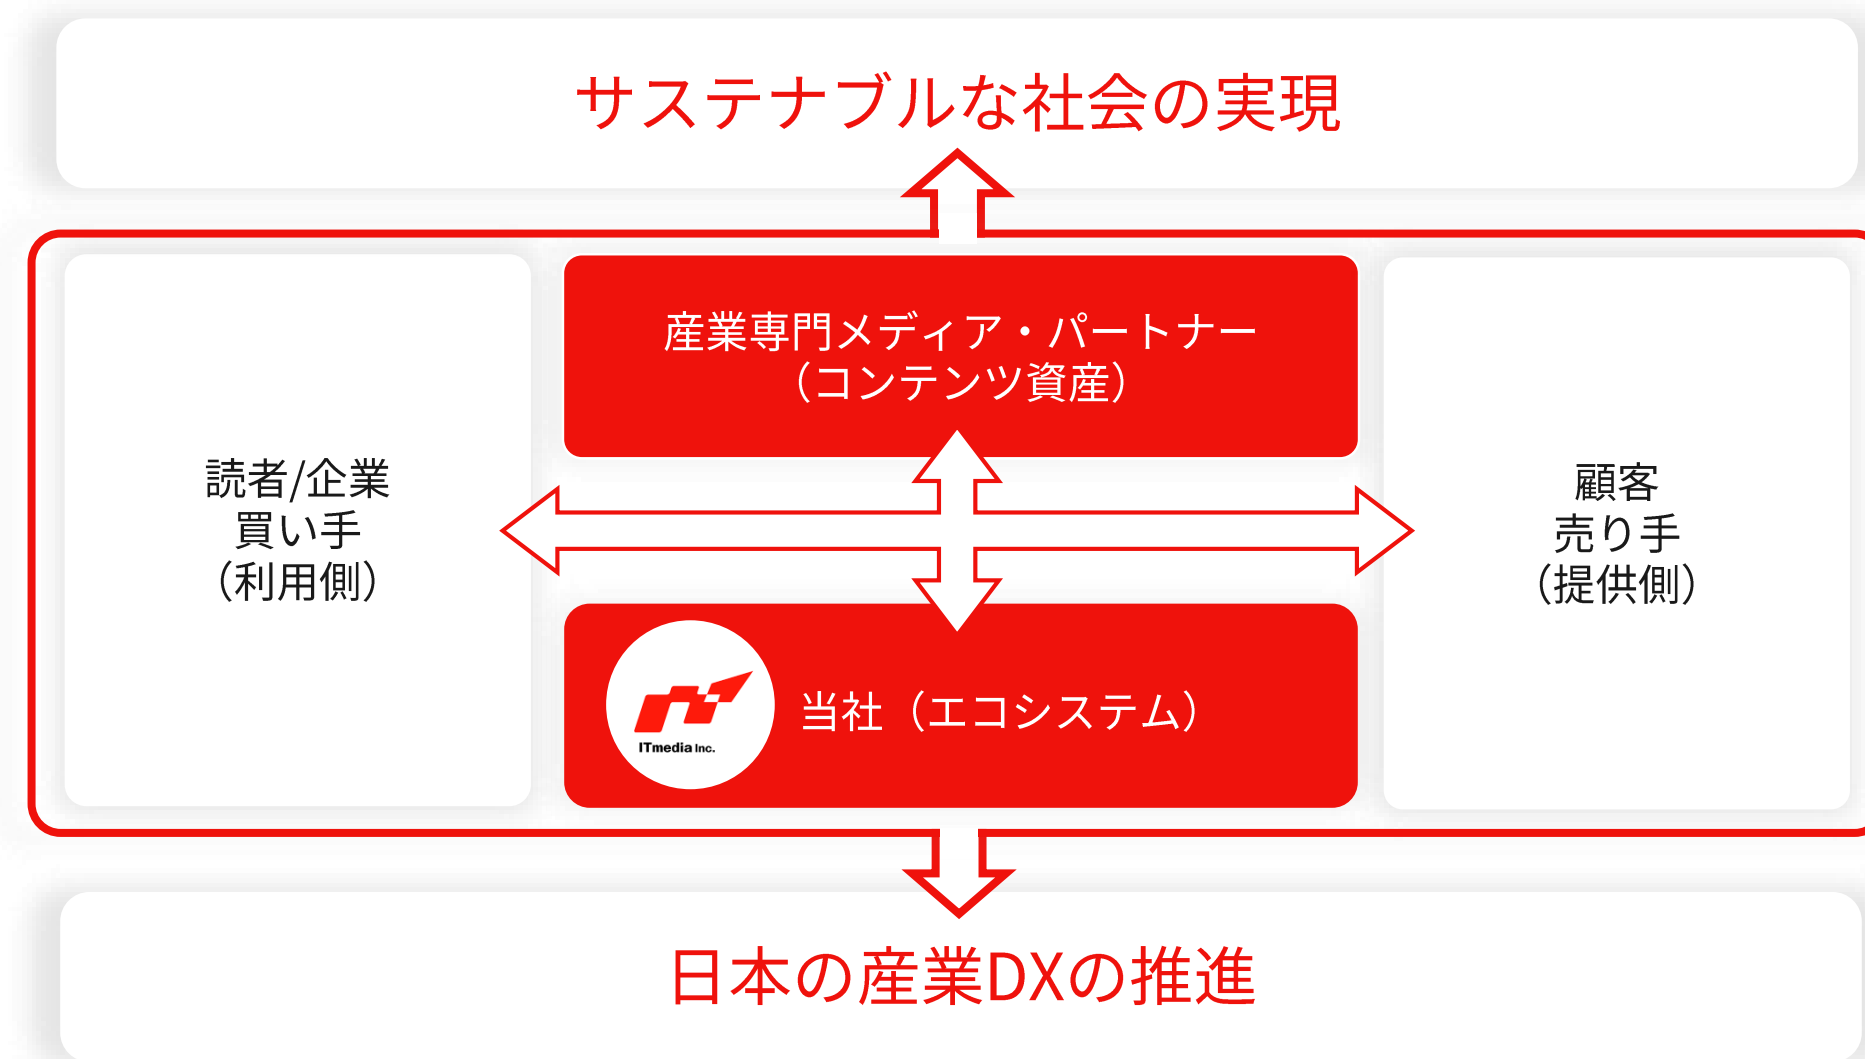 サステナブルな社会の実現
産業専門メディア・パートナー
（コンテンツ資産）
読者/企業
買い手
（利用側）
顧客
売り手
（提供側）
ITmedia Inc.
当社（エコシステム）
日本の産業DXの推進